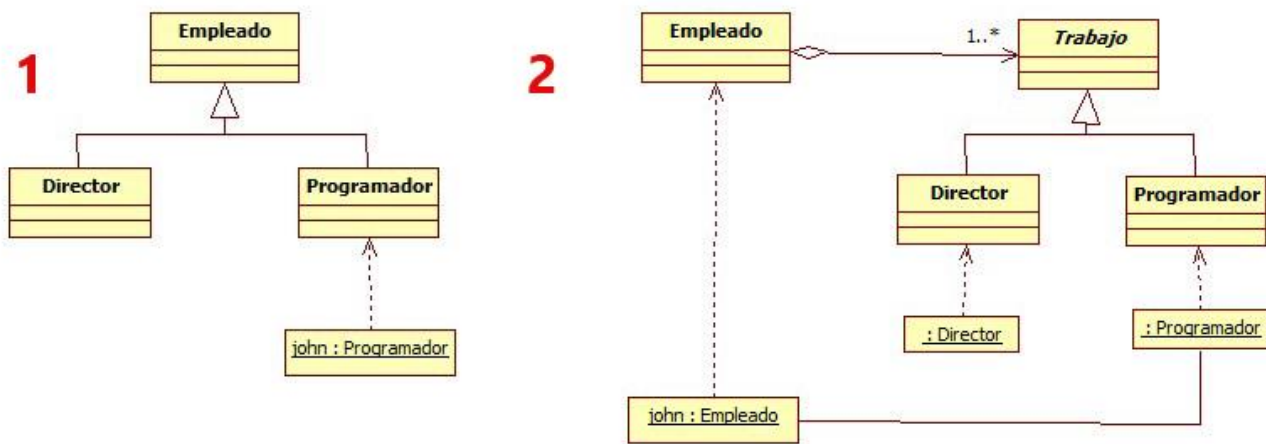 1
Empleado
Director
Programador
john : Programador
2
Empleado
1..*
Trabajo
Director
Programador
: Director
: Programador
john : Empleado